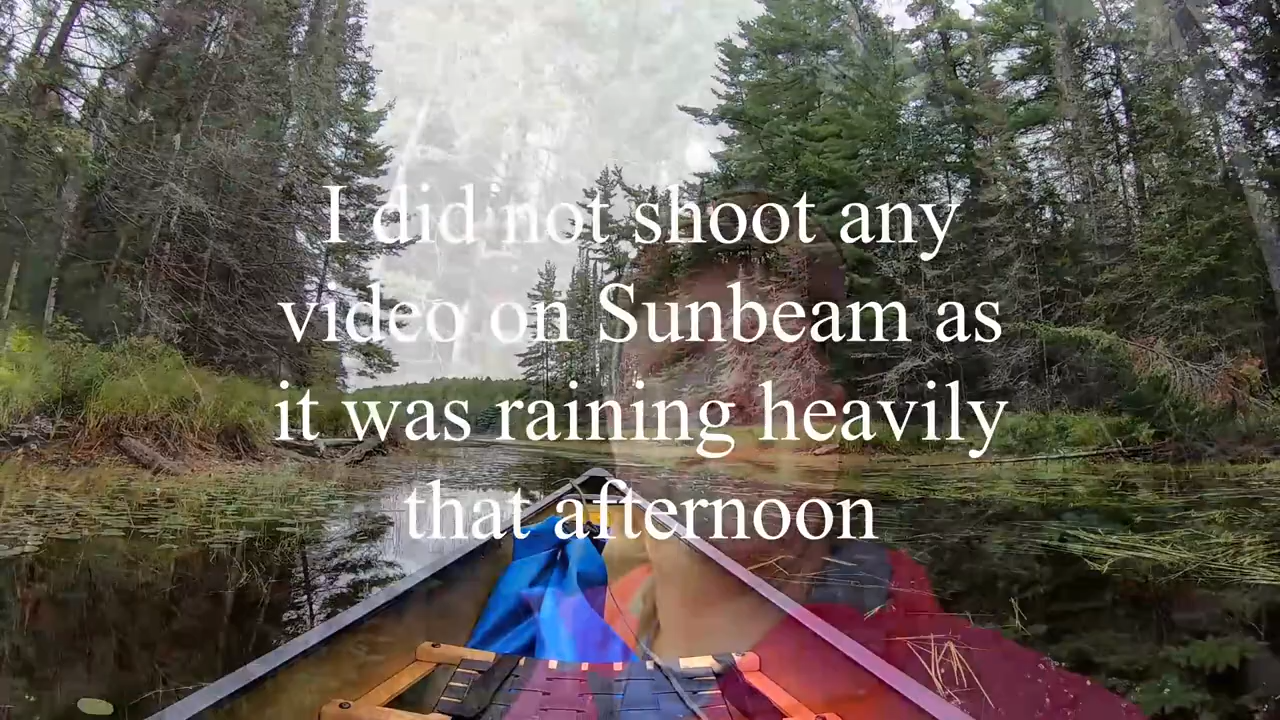 I did not shoot any
video on Sunbeam as
it was raining heavily
that afternoon